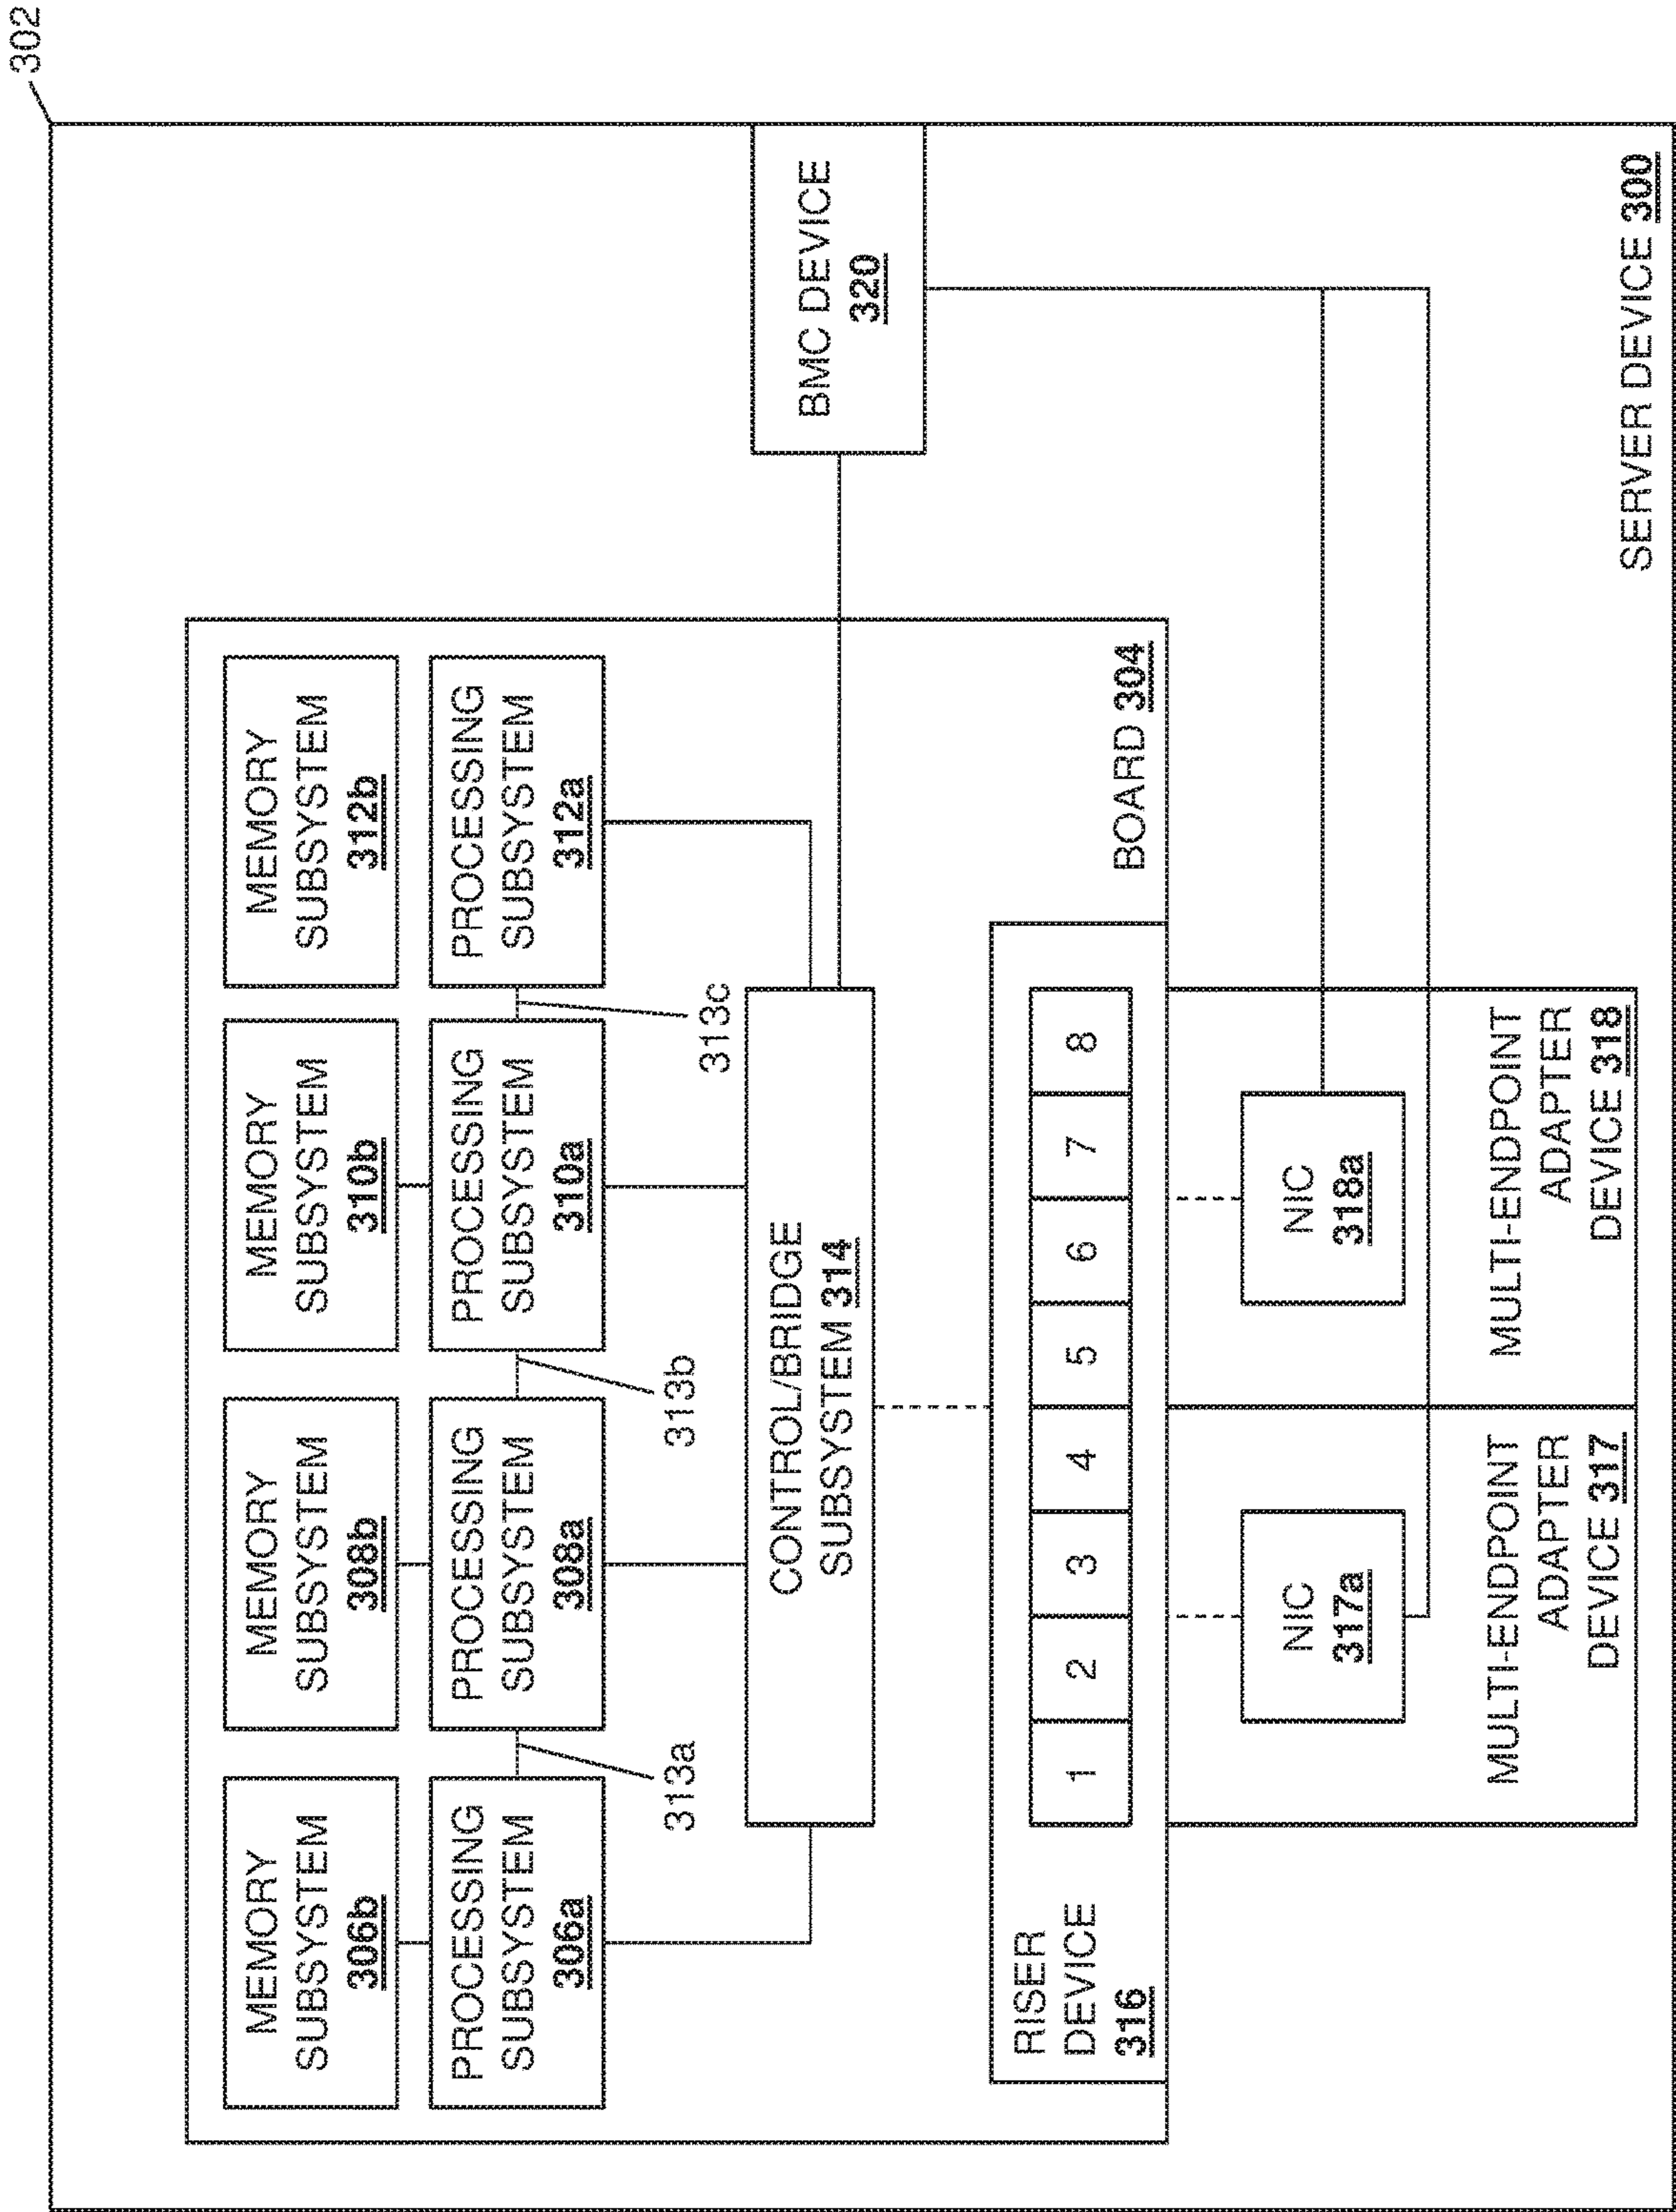 302
MEMORY
SUBSYSTEM
306b
MEMORY
SUBSYSTEM
308b
MEMORY
SUBSYSTEM
310b
MEMORY
SUBSYSTEM
312b
PROCESSING
SUBSYSTEM
306a
PROCESSING
SUBSYSTEM
308a
PROCESSING
SUBSYSTEM
310a
PROCESSING
SUBSYSTEM
312a
313a
313b
313c
CONTROL/BRIDGE
SUBSYSTEM 314
BMC DEVICE
320
RISER
DEVICE
316
1
2
3
4
5
6
7
8
BOARD 304
NIC
317a
NIC
318a
MULTI-ENDPOINT
ADAPTER
DEVICE 317
MULTI-ENDPOINT
ADAPTER
DEVICE 318
SERVER DEVICE 300